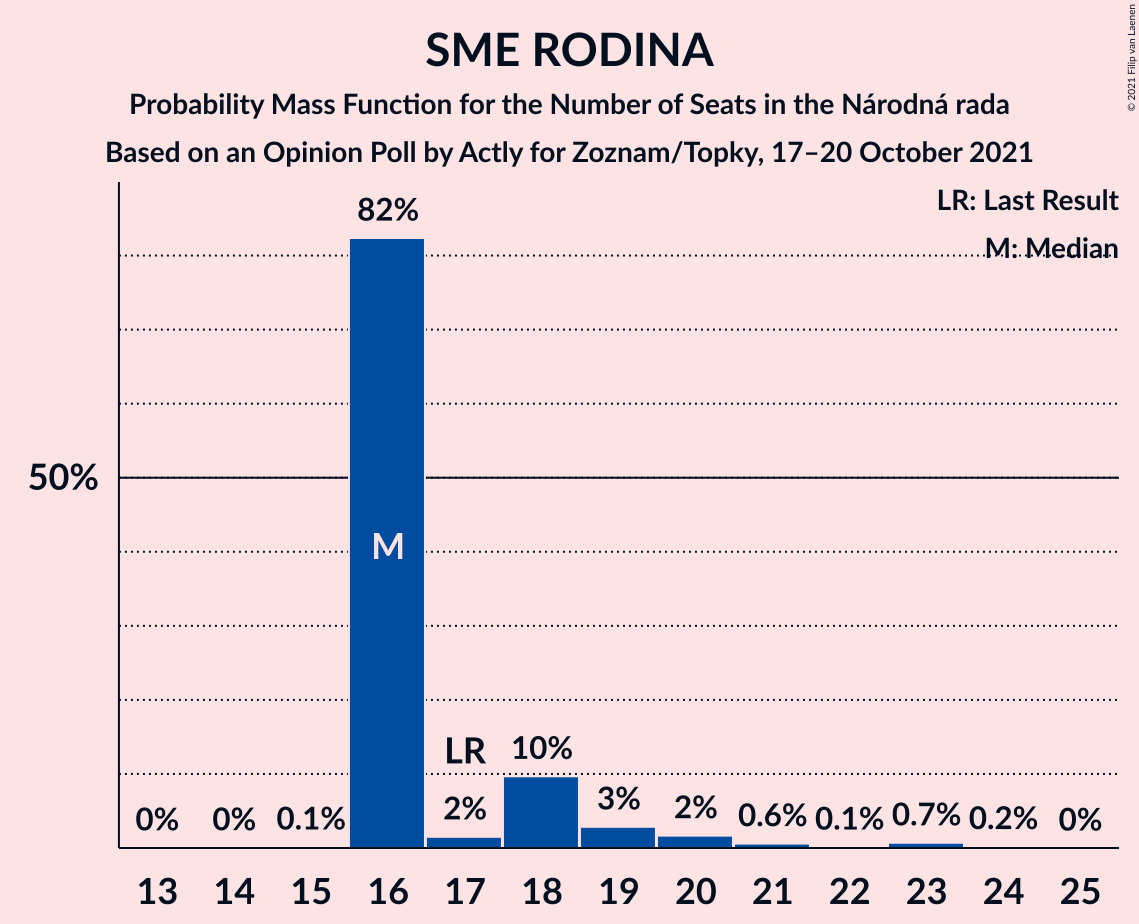 SME RODINA
Probability Mass Function for the Number of Seats in the Národná rada
Based on an Opinion Poll by Actly for Zoznam/Topky, 17–20 October 2021
© 2021 Filip van Laenen
LR: Last Result
M: Median
82%
50%
M
LR
10%
0%
0%
0.1%
2%
3%
2%
0.6%
0.1%
0.7%
0.2%
0%
13 14 15 16 17 18 19 20 21 22 23 24 25